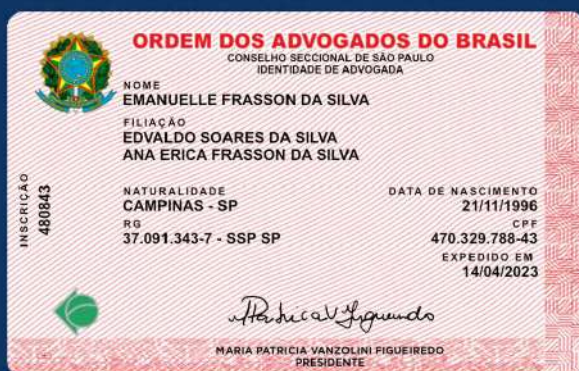 ORDEM DOS ADVOGADOS DO BRASIL
CONSELHO SECCIONAL DE SÃO PAULO
IDENTIDADE DE ADVOGADA
NOME
EMANUELLE FRASSON DA SILVA
FILIAÇÃO
EDVALDO SOARES DA SILVA
ANA ERICA FRASSON DA SILVA
INSCRIÇÃO
480843
NATURALIDADE DATA DE NASCIMENTO
CAMPINAS - SP 21/11/1996
RG CPF
37.091.343-7 - SSP SP 470.329.788-43
EXPEDIDO EM
14/04/2023
MARIA PATRICIA VANZOLINI FIGUEIREDO
PRESIDENTE